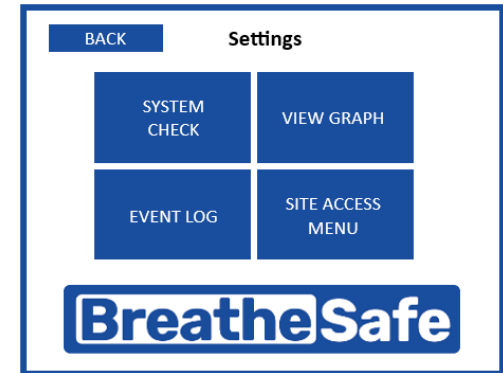 BACK
Settings
SYSTEM
CHECK
VIEW GRAPH
EVENT LOG
SITE ACCESS
MENU
BreatheSafe